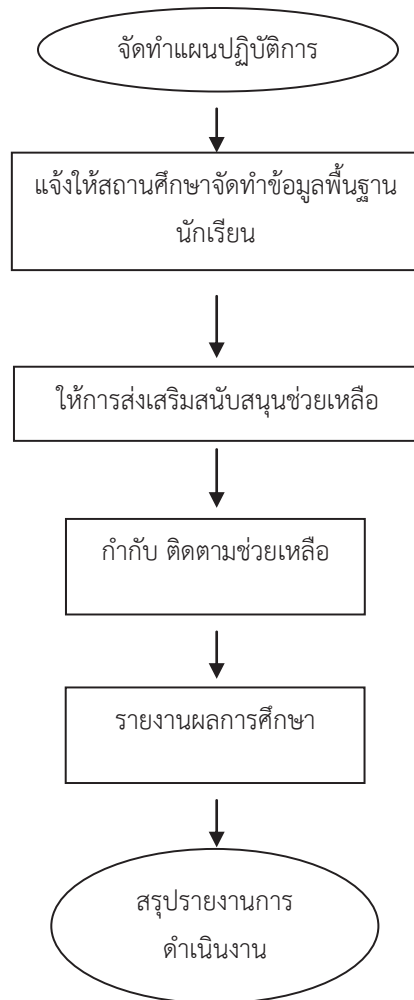 จัดทำแผนปฏิบัติการ
แจ้งให้สถานศึกษาจัดทำข้อมูลพื้นฐาน
นักเรียน
ให้การส่งเสริมสนับสนุนช่วยเหลือ
กำกับ ติดตามช่วยเหลือ
รายงานผลการศึกษา
สรุปรายงานการ
ดำเนินงาน